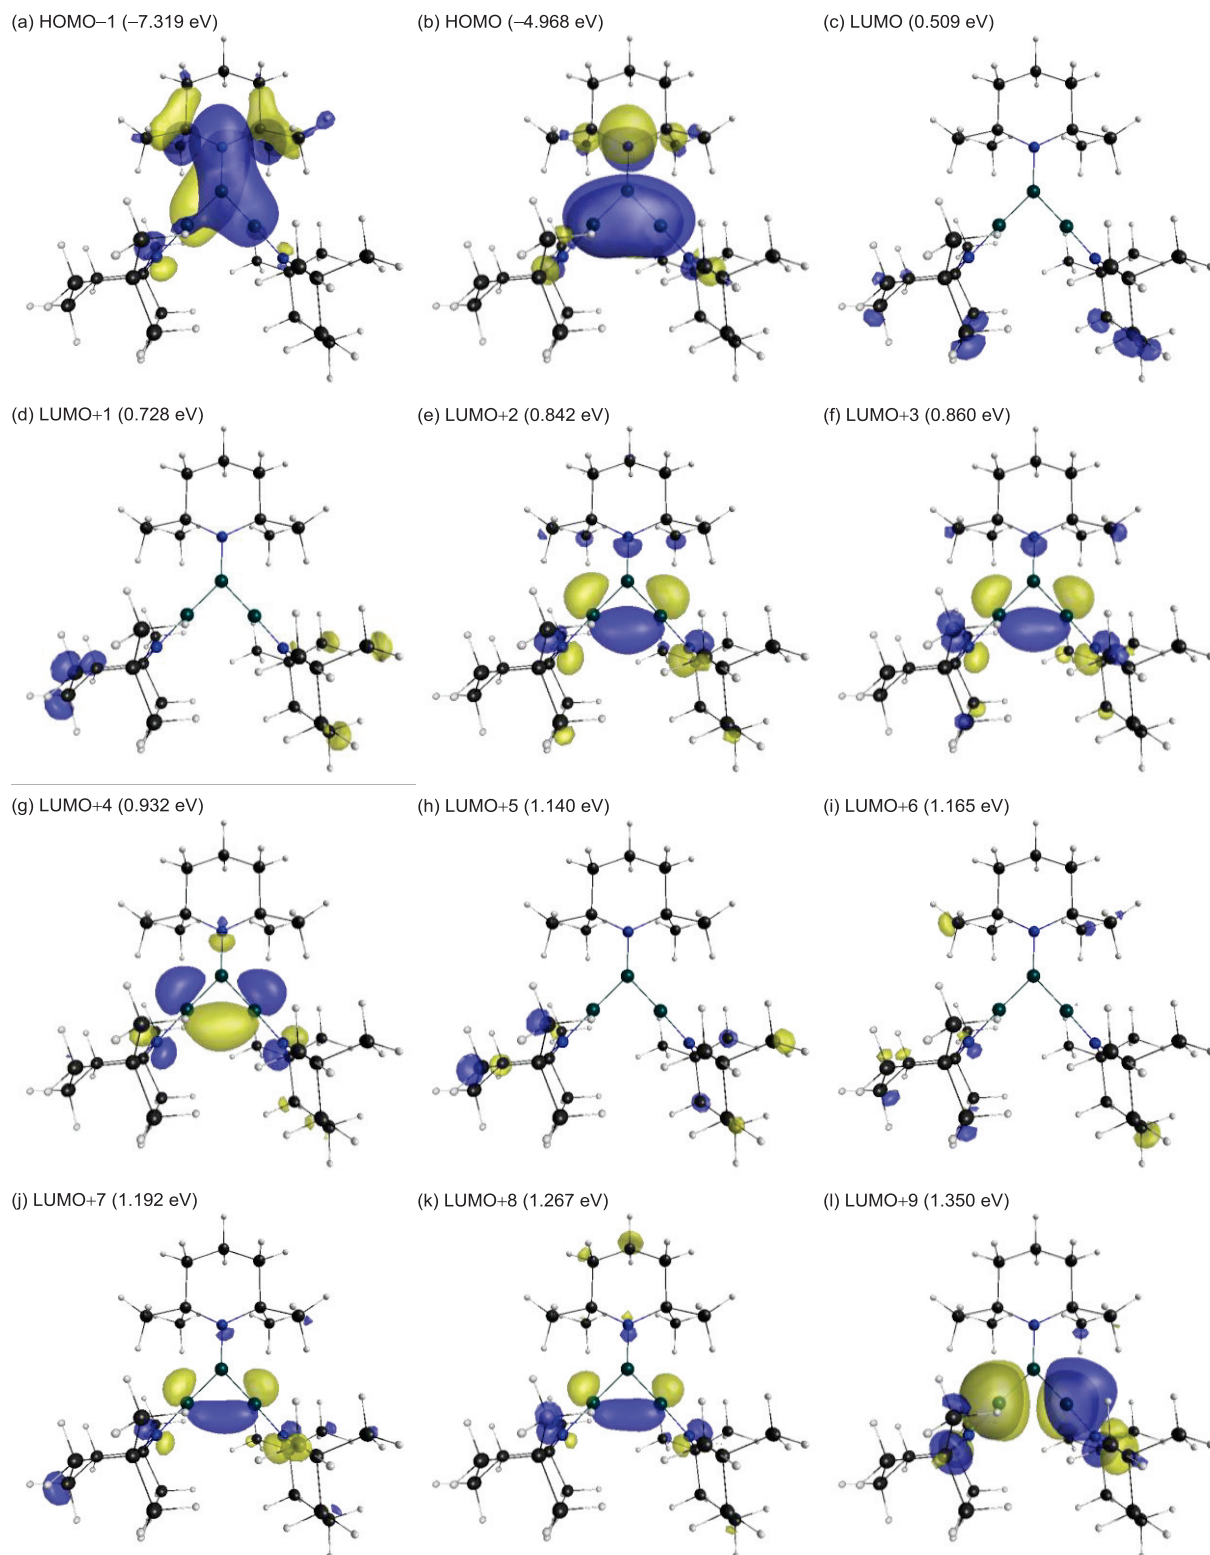 (a) HOMO–1 (–7.319 eV)
(b) HOMO (–4.968 eV)
(c) LUMO (0.509 eV)
(d) LUMO+1 (0.728 eV)
(e) LUMO+2 (0.842 eV)
(f) LUMO+3 (0.860 eV)
(g) LUMO+4 (0.932 eV)
(h) LUMO+5 (1.140 eV)
(i) LUMO+6 (1.165 eV)
(j) LUMO+7 (1.192 eV)
(k) LUMO+8 (1.267 eV)
(l) LUMO+9 (1.350 eV)